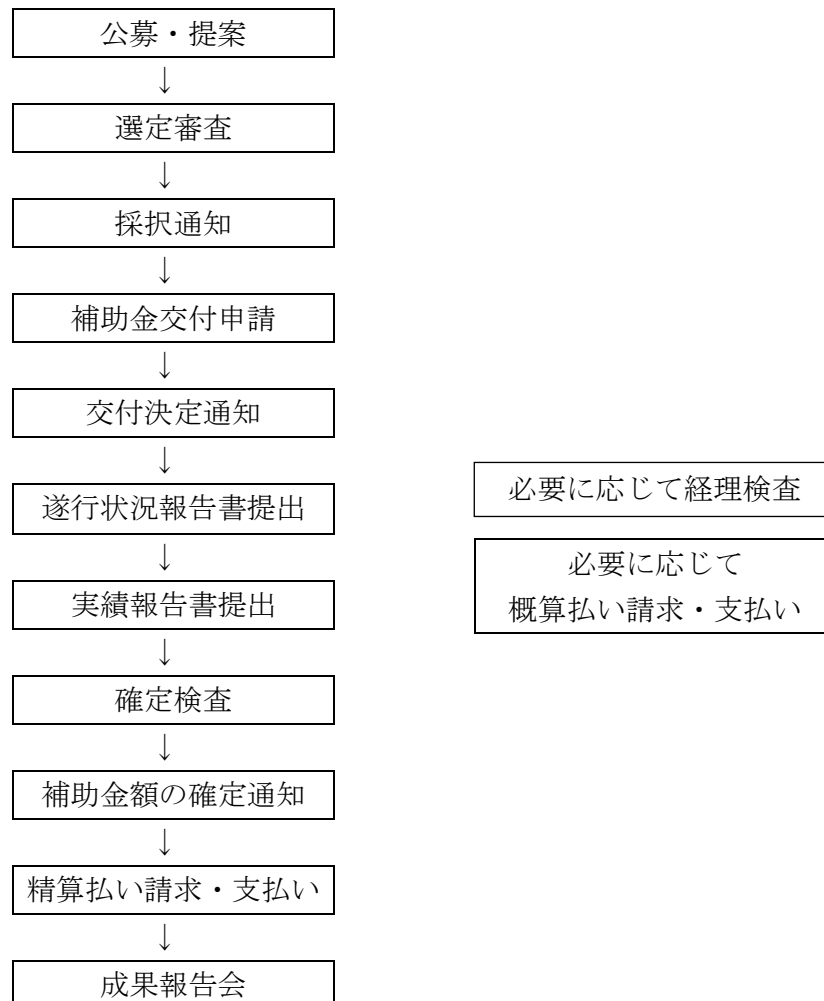 公募・提案
↓
選定審査
↓
採択通知
↓
補助金交付申請
↓
交付決定通知
↓
遂行状況報告書提出
↓
実績報告書提出
↓
確定検査
↓
補助金額の確定通知
↓
精算払い請求・支払い
↓
成果報告会
必要に応じて経理検査
必要に応じて
概算払い請求・支払い